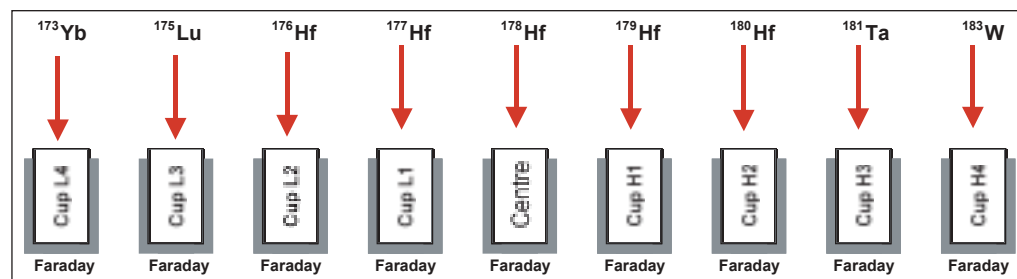 ¹⁷³Yb ¹⁷⁵Lu ¹⁷⁶Hf ¹⁷⁷Hf ¹⁷⁸Hf ¹⁷⁹Hf ¹⁸⁰Hf ¹⁸¹Ta ¹⁸³W
Cup L4 Cup L3 Cup L2 Cup L1 Centre Cup H1 Cup H2 Cup H3 Cup H4
Faraday Faraday Faraday Faraday Faraday Faraday Faraday Faraday Faraday